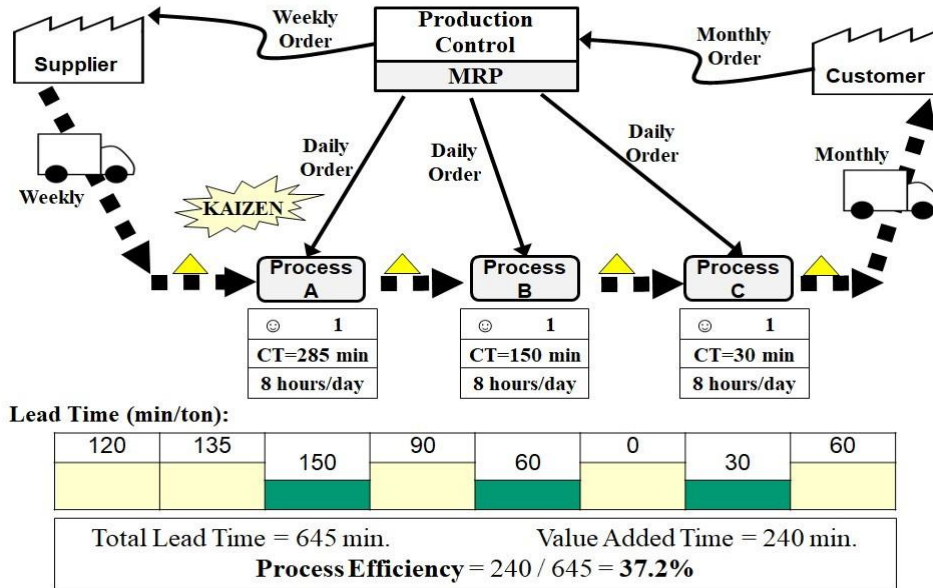 Weekly
Order
Production
Control
MRP
Monthly
Order
Supplier
Customer
Daily
Order
Daily
Order
Daily
Order
Weekly
Monthly
KAIZEN
Process
A
Process
B
Process
C
☺ 1
CT=285 min
8 hours/day
☺ 1
CT=150 min
8 hours/day
☺ 1
CT=30 min
8 hours/day
Lead Time (min/ton):
120 135 150 90 60 0 30 60
Total Lead Time = 645 min. Value Added Time = 240 min.
Process Efficiency = 240 / 645 = 37.2%